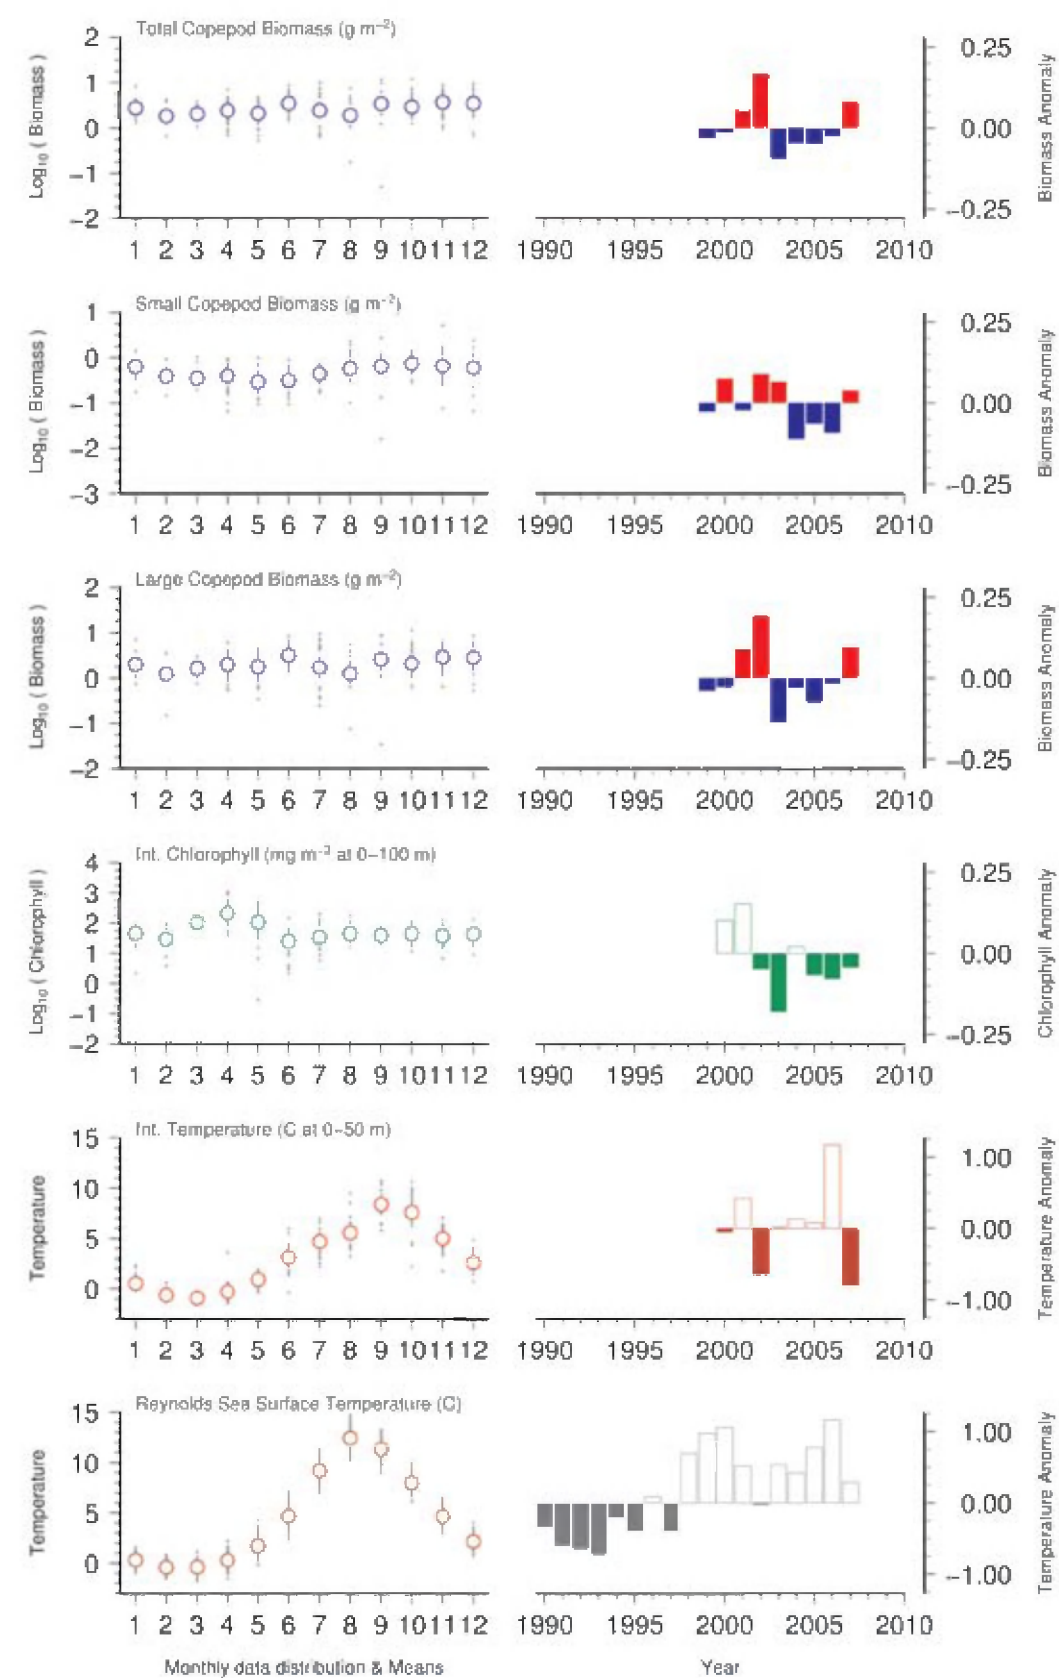 Total Copepod Biomass (g m⁻²)
Log₁₀ ( Biomass )
2
1
0
−1
−2
1 2 3 4 5 6 7 8 9 10 11 12
1990 1995 2000 2005 2010
0.25
0.00
−0.25
Biomass Anomaly
Small Copepod Biomass (g m⁻²)
Log₁₀ ( Biomass )
1
0
−1
−2
−3
1 2 3 4 5 6 7 8 9 10 11 12
1990 1995 2000 2005 2010
0.25
0.00
−0.25
Biomass Anomaly
Large Copepod Biomass (g m⁻²)
Log₁₀ ( Biomass )
2
1
0
−1
−2
1 2 3 4 5 6 7 8 9 10 11 12
1990 1995 2000 2005 2010
0.25
0.00
−0.25
Biomass Anomaly
Int. Chlorophyll (mg m⁻² at 0−100 m)
Log₁₀ ( Chlorophyll )
4
3
2
1
0
−1
−2
1 2 3 4 5 6 7 8 9 10 11 12
1990 1995 2000 2005 2010
0.25
0.00
−0.25
Chlorophyll Anomaly
Int. Temperature (C at 0−50 m)
Temperature
15
10
5
0
1 2 3 4 5 6 7 8 9 10 11 12
1990 1995 2000 2005 2010
1.00
0.00
−1.00
Temperature Anomaly
Reynolds Sea Surface Temperature (C)
Temperature
15
10
5
0
1 2 3 4 5 6 7 8 9 10 11 12
1990 1995 2000 2005 2010
1.00
0.00
−1.00
Temperature Anomaly
Monthly data distribution & Means
Year